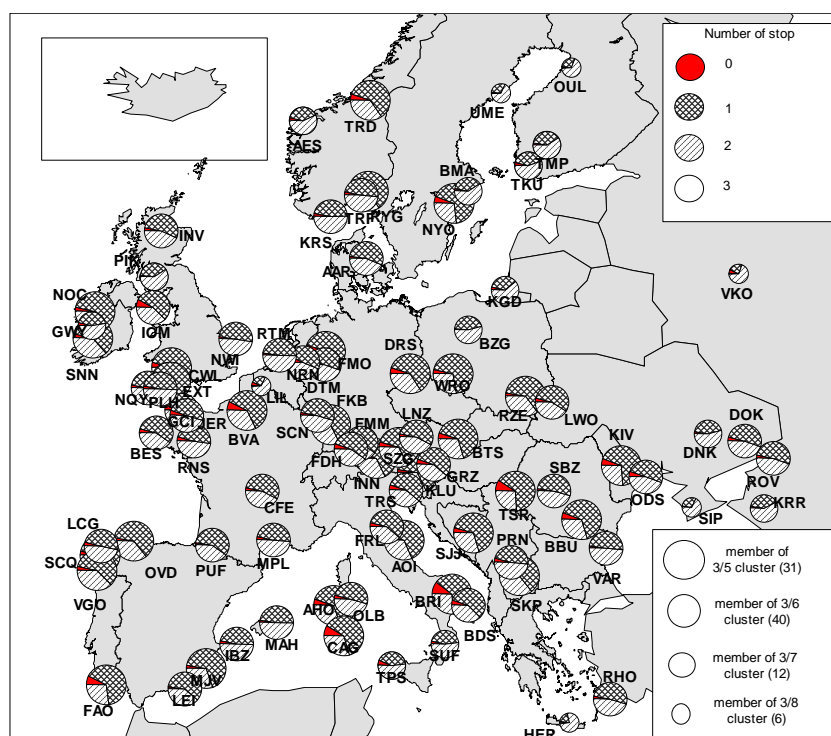 Number of stop
0
1
2
3
OUL
UME
TRD
AES
TMP
BMA
TKU
TRF
RYG
NYO
KRS
INV
AAR
PIK
VKO
NOC
KGD
IOM
GWY
RTM
BZG
NWI
DRS
SNN
FMO
NRN
CWL
WRO
DTM
EXT
LIL
NQY
PLH
FKB
RZE
LWO
GCI
JER
LNZ
DOK
BVA
FMM
KIV
SCN
DNK
BES
BTS
RNS
SZG
FDH
GRZ
SBZ
ROV
INN
KLU
ODS
TRS
CFE
TSR
KRR
SIP
LCG
FRL
PRN
SJJ
BBU
MPL
SCQ
OVD
PUF
AOI
VAR
VGO
SKP
BRI
AHO
OLB
BDS
MAH
IBZ
CAG
SUF
RHO
MJV
TPS
LEI
FAO
HER
member of
3/5 cluster (31)
member of 3/6
cluster (40)
member of 3/7
cluster (12)
member of 3/8
cluster (6)